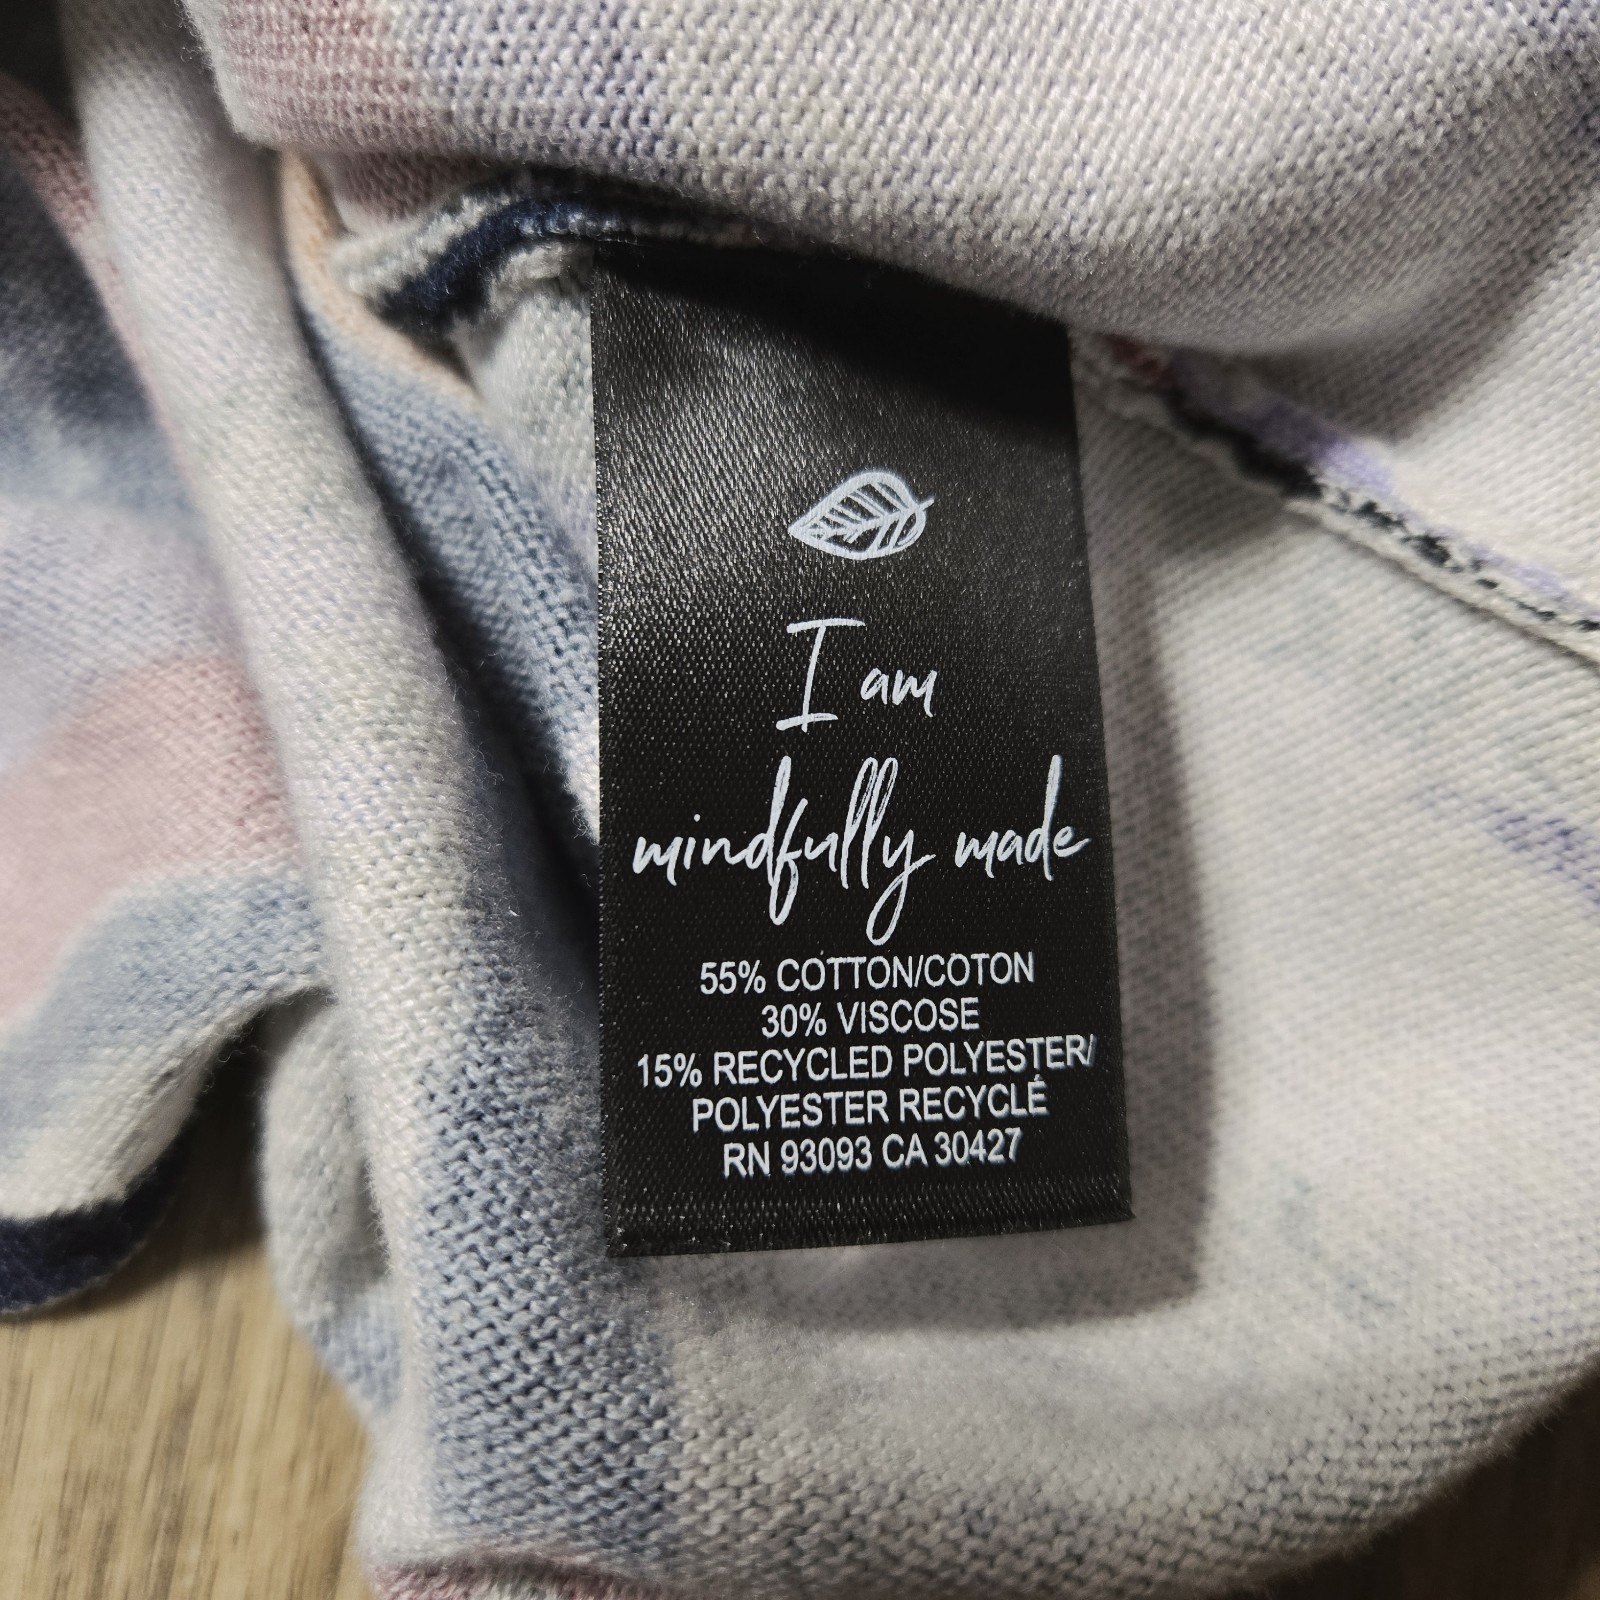 I am
mindfully made
55% COTTON/COTON
30% VISCOSE
15% RECYCLED POLYESTER/
POLYESTER RECYCLÉ
RN 93093 CA 30427